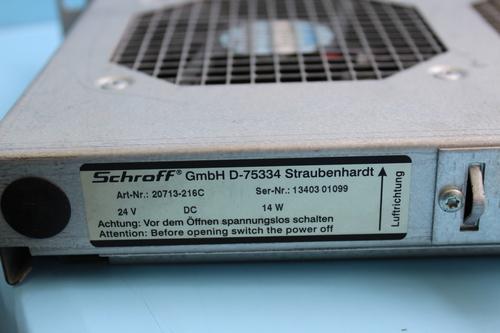 Schroff® GmbH D-75334 Straubenhardt
Art-Nr.: 20713-216C Ser-Nr.: 13403 01099
24 V DC 14 W
Achtung: Vor dem Öffnen spannungslos schalten
Attention: Before opening switch the power off
Luftrichtung